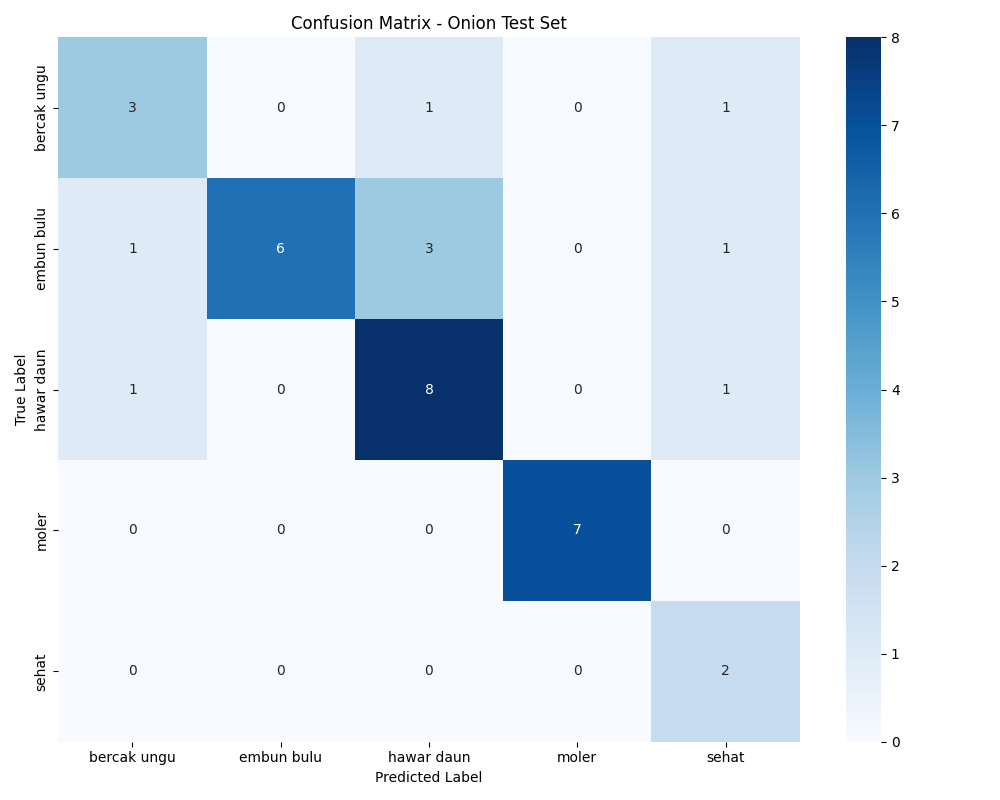 Confusion Matrix - Onion Test Set
True Label
bercak ungu
3 0 1 0 1
embun bulu
1 6 3 0 1
hawar daun
1 0 8 0 1
moler
0 0 0 7 0
sehat
0 0 0 0 2
bercak ungu embun bulu hawar daun moler sehat
Predicted Label
8
7
6
5
4
3
2
1
0